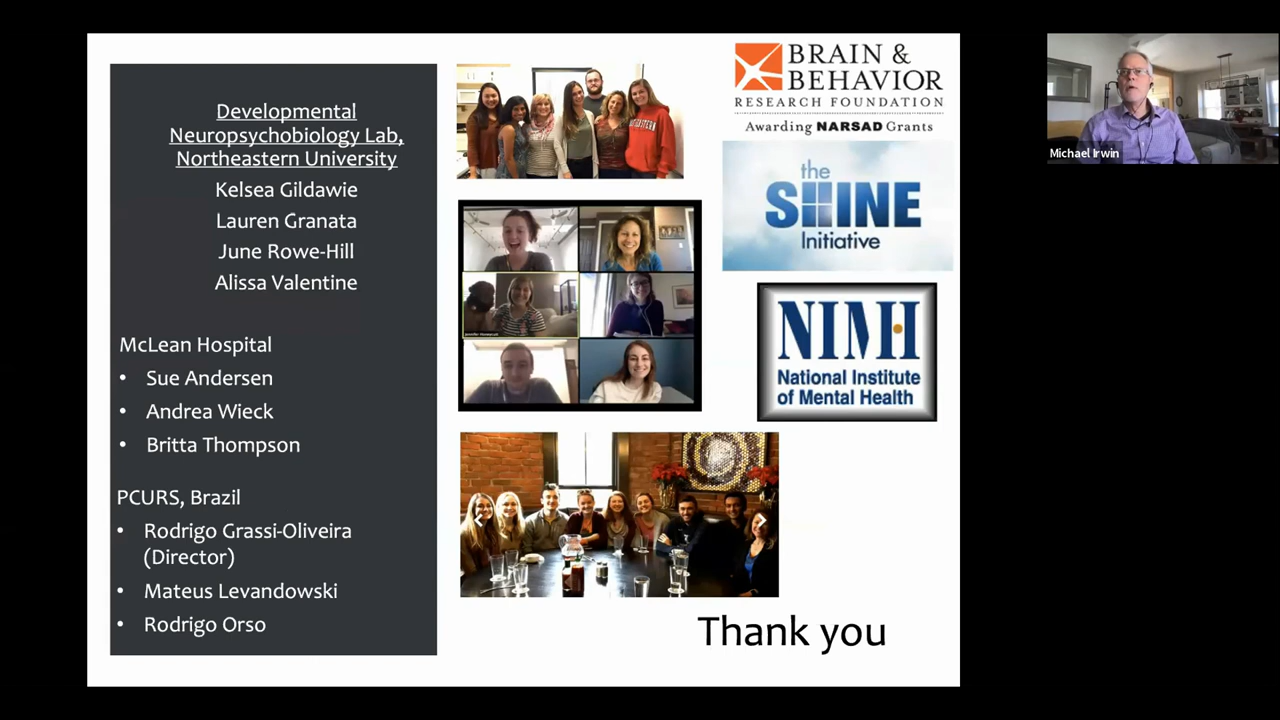 Developmental
Neuropsychobiology Lab,
Northeastern University
Kelsea Gildawie
Lauren Granata
June Rowe-Hill
Alissa Valentine
McLean Hospital
• Sue Andersen
• Andrea Wieck
• Britta Thompson
PCURS, Brazil
• Rodrigo Grassi-Oliveira
(Director)
• Mateus Levandowski
• Rodrigo Orso
BRAIN &
BEHAVIOR
RESEARCH FOUNDATION
Awarding NARSAD Grants
the
SHINE
Initiative
NIMH
National Institute
of Mental Health
Thank you
Michael Irwin